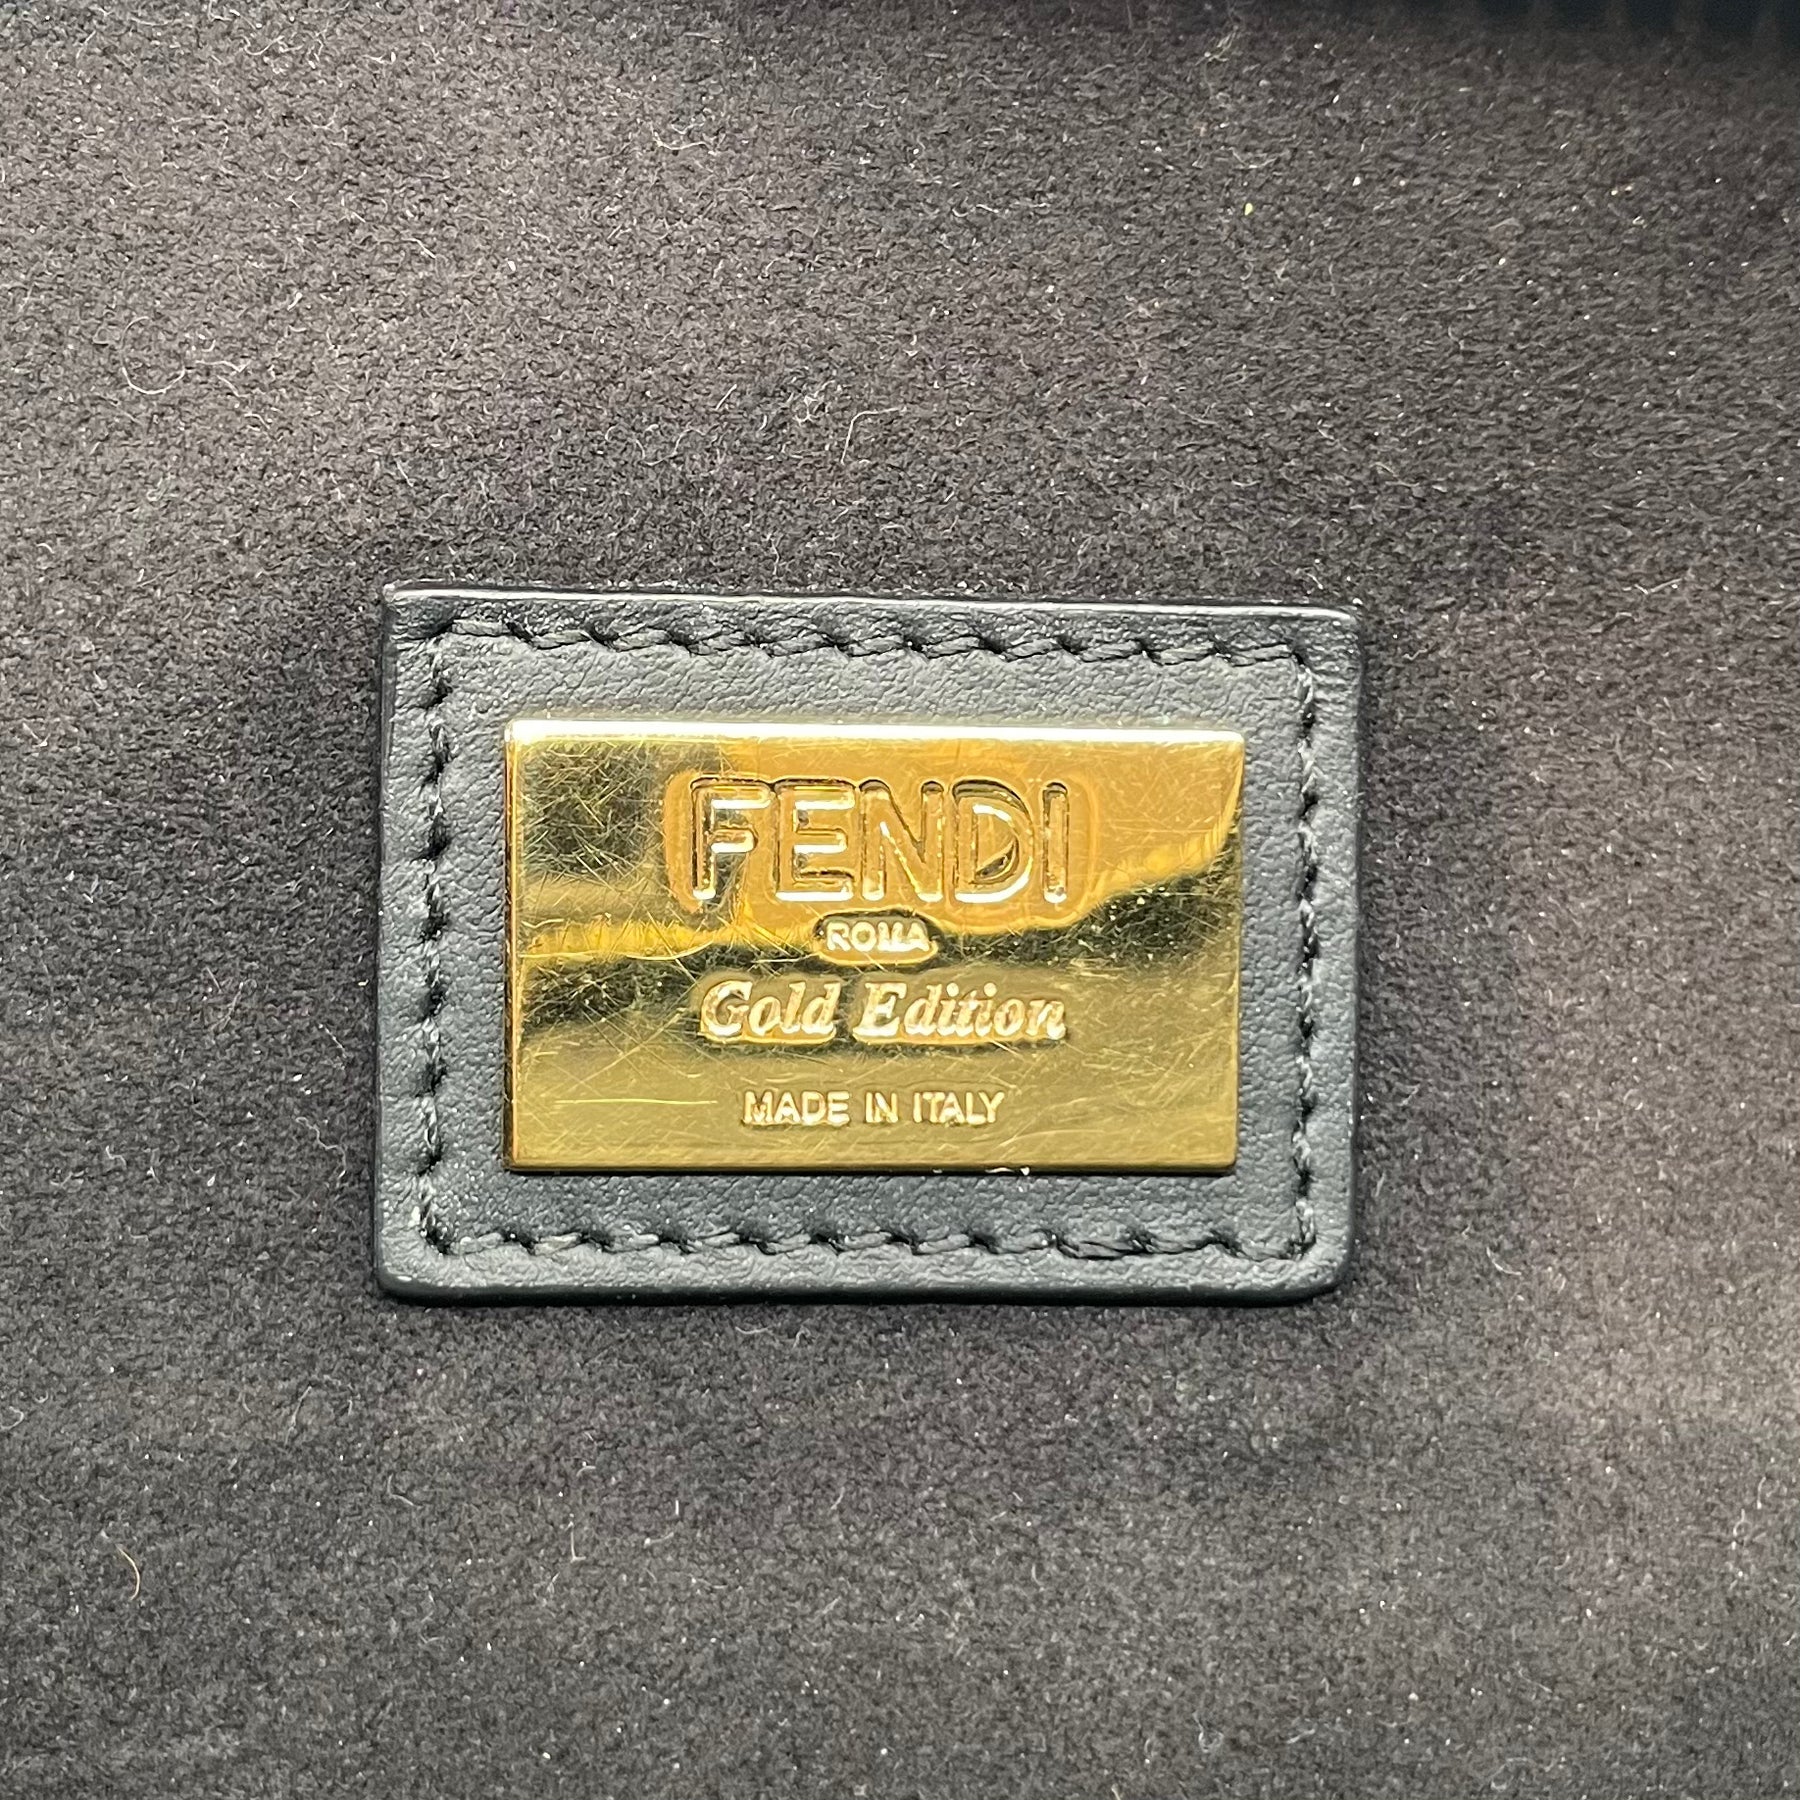 FENDI
ROMA
Gold Edition
MADE IN ITALY